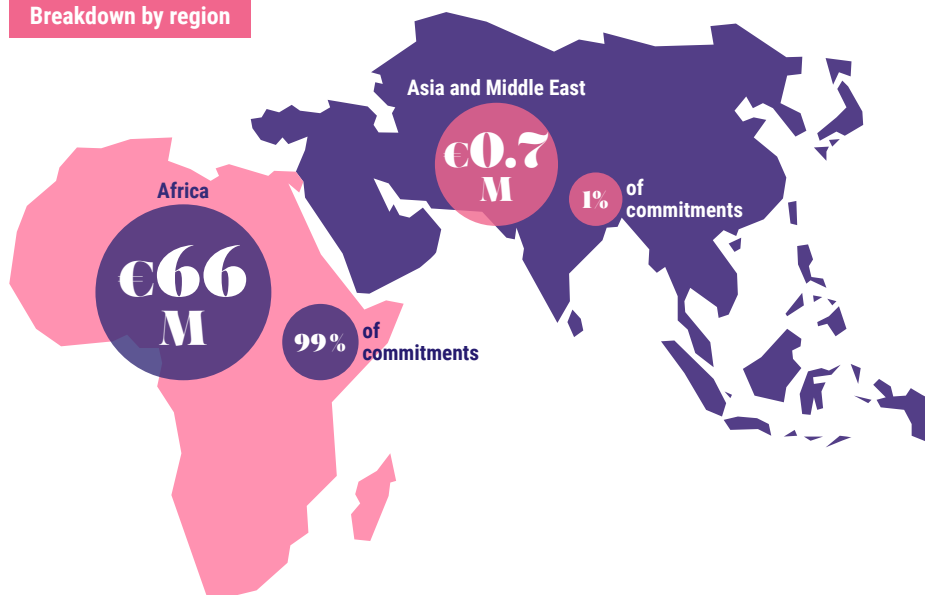 Breakdown by region
Asia and Middle East
€0.7
M
1%
of
commitments
Africa
€66
M
99%
of
commitments